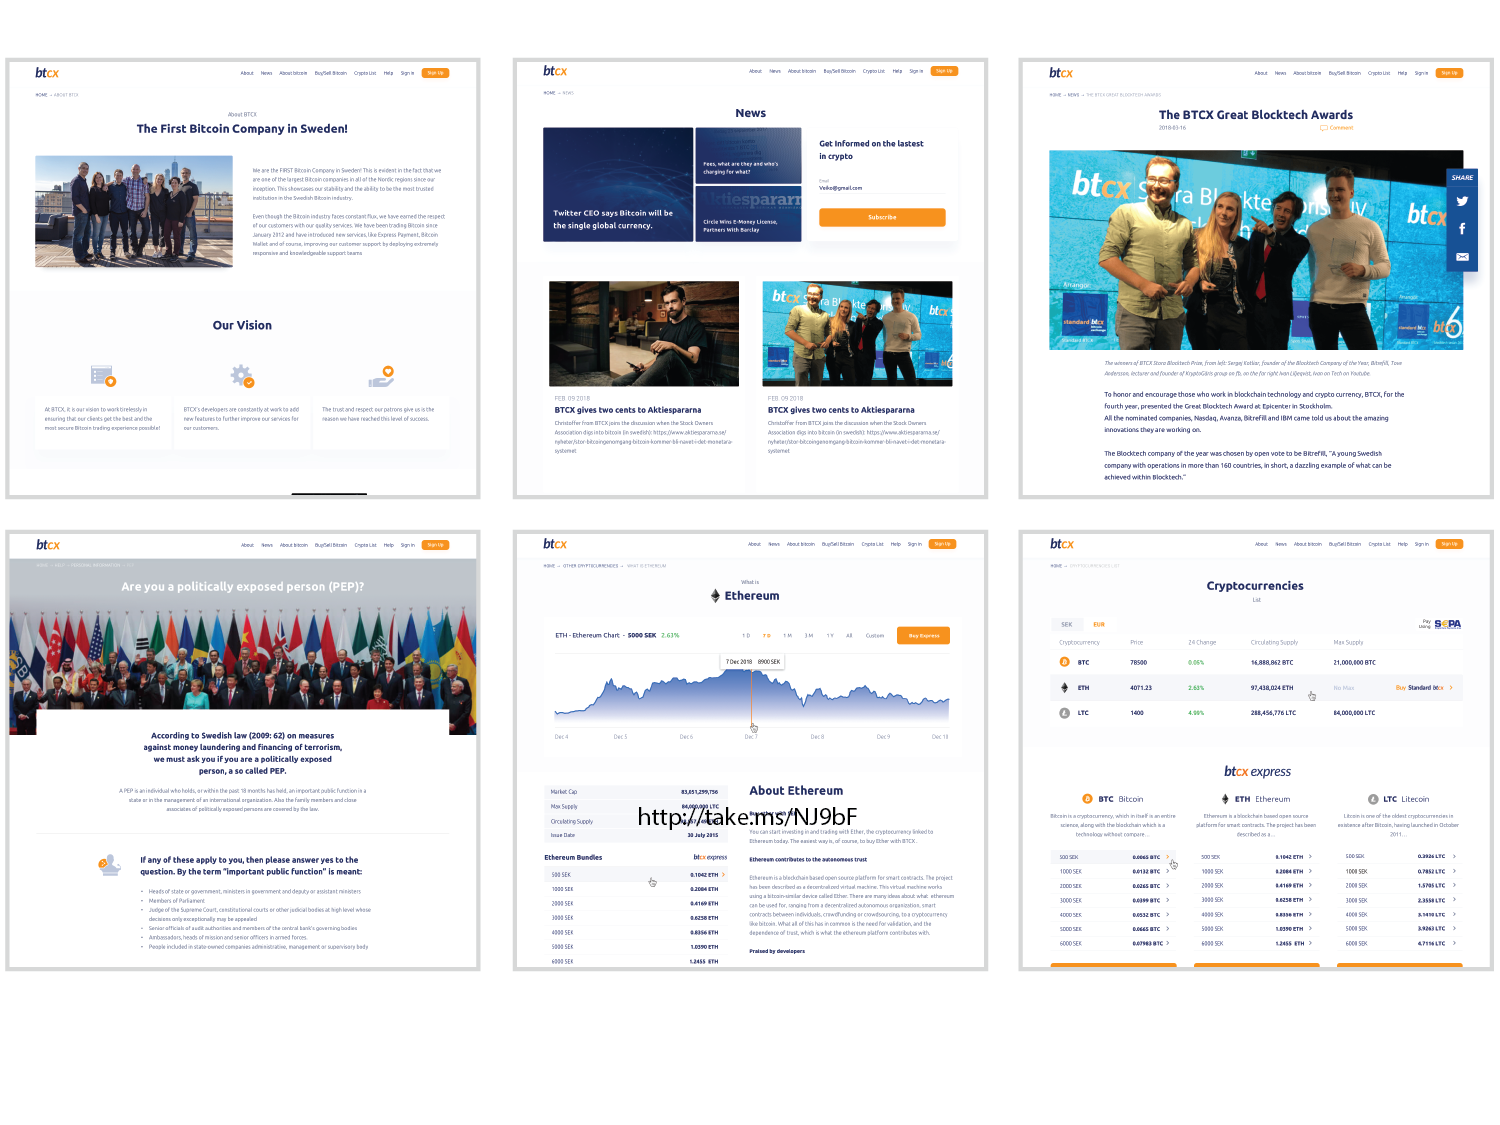 btcx
About News About bitcoin Buy/Sell Bitcoin Crypto List Help Sign in Sign Up
HOME → ABOUT BTCX
About BTCX
The First Bitcoin Company in Sweden!
We are the FIRST Bitcoin Company in Sweden! This is evident in the fact that we
are one of the largest Bitcoin companies in all of the Nordic regions since our
inception. This showcases our stability and the ability to be the most trusted
institution in the Swedish Bitcoin industry.
Even though the Bitcoin industry faces constant flux, we have earned the respect
of our customers with our quality services. We have been trading Bitcoin since
January 2012 and have introduced new services, like Express Payment, Bitcoin
Wallet and of course, improving our customer support by deploying extremely
responsive and knowledgeable support teams
Our Vision
At BTCX, it is our vision to work tirelessly in
ensuring that our clients get the best and the
most secure Bitcoin trading experience possible!
BTCX's developers are constantly at work to add
new features to further improve our services for
our customers.
The trust and respect our patrons give us is the
reason we have reached this level of success.
btcx
About News About bitcoin Buy/Sell Bitcoin Crypto List Help Sign in Sign Up
HOME → NEWS
News
Twitter CEO says Bitcoin will be
the single global currency.
Fees, what are they and who's
charging for what?
Circle Wins E-Money License,
Partners With Barclay
Get Informed on the lastest
in crypto
Email
Veiko@gmail.com
Subscribe
FEB. 09 2018
BTCX gives two cents to Aktiespararna
Christoffer from BTCX joins the discussion when the Stock Owners
Association digs into bitcoin (in swedish): https://www.aktiespararna.se/
nyheter/stor-bitcoingenomgang-bitcoin-kommer-bli-navet-i-det-monetara-
systemet
FEB. 09 2018
BTCX gives two cents to Aktiespararna
Christoffer from BTCX joins the discussion when the Stock Owners
Association digs into bitcoin (in swedish): https://www.aktiespararna.se/
nyheter/stor-bitcoingenomgang-bitcoin-kommer-bli-navet-i-det-monetara-
systemet
btcx
About News About bitcoin Buy/Sell Bitcoin Crypto List Help Sign in Sign Up
HOME → NEWS → THE BTCX GREAT BLOCKTECH AWARDS
The BTCX Great Blocktech Awards
2018-03-16
Comment
btcx
SHARE
Arrangör:
standard btcx
The winners of BTCX Stora Blocktech Prize, from left: Sergej Kotliar, founder of the Blocktech Company of the Year, Bitrefill, Tove
Andersson, lecturer and founder of KryptoGirls group on fb, on the far right Ivan Liljeqvist, Ivan on Tech on Youtube.
To honor and encourage those who work in blockchain technology and crypto currency, BTCX, for the
fourth year, presented the Great Blocktech Award at Epicenter in Stockholm.
All the nominated companies, Nasdaq, Avanza, Bitrefill and IBM came told us about the amazing
innovations they are working on.
The Blocktech company of the year was chosen by open vote to be Bitrefill, "A young Swedish
company with operations in more than 160 countries, in short, a dazzling example of what can be
achieved within Blocktech."
btcx
About News About bitcoin Buy/Sell Bitcoin Crypto List Help Sign in Sign Up
HOME → HELP → PERSONAL INFORMATION → PEP
Are you a politically exposed person (PEP)?
According to Swedish law (2009: 62) on measures
against money laundering and financing of terrorism,
we must ask you if you are a politically exposed
person, a so called PEP.
A PEP is an individual who holds, or within the past 18 months has held, an important public function in a
state or in the management of an international organization. Also the family members and close
associates of politically exposed persons are covered by the law.
If any of these apply to you, then please answer yes to the
question. By the term "important public function" is meant:
• Heads of state or government, ministers in government and deputy or assistant ministers
• Members of Parliament
• Judge of the Supreme Court, constitutional courts or other judicial bodies at high level whose
decisions only exceptionally may be appealed
• Senior officials of audit authorities and members of the central bank's governing bodies
• Ambassadors, heads of mission and senior officers in armed forces.
• People included in state-owned companies administrative, management or supervisory body
btcx
About News About bitcoin Buy/Sell Bitcoin Crypto List Help Sign in Sign Up
HOME → OTHER CRYPTOCURRENCIES → WHAT IS ETHEREUM
What is
Ethereum
ETH - Ethereum Chart - 5000 SEK 2.63%
1 D 1 M 3 M 1 Y All Custom
Buy Express
7 Dec 2018 8900 SEK
Dec 4 Dec 5 Dec 6 Dec 7 Dec 8 Dec 9 Dec 10
Market Cap 83,051,299,756
Max Supply 84,000,000 LTC
Circulating Supply
Issue Date 30 July 2015
http://take.ms/NJ9bF
Ethereum Bundles btcx express
500 SEK 0.1042 ETH
1000 SEK 0.2084 ETH
2000 SEK 0.4169 ETH
3000 SEK 0.6258 ETH
4000 SEK 0.8356 ETH
5000 SEK 1.0390 ETH
6000 SEK 1.2455 ETH
About Ethereum
You can start investing in and trading with Ether, the cryptocurrency linked to
Ethereum today. The easiest way is, of course, to buy Ether with BTCX .
Ethereum contributes to the autonomous trust
Ethereum is a blockchain based open source platform for smart contracts. The project
has been described as a decentralized virtual machine. This virtual machine works
using a bitcoin-similar device called Ether. There are many ideas about what ethereum
can be used for, ranging from a decentralized autonomous organization, smart
contracts between individuals, crowdfunding or crowdsourcing, to a cryptocurrency
like bitcoin. What all of this has in common is the need for validation, and the
dependence of trust, which is what the ethereum platform contributes with.
Praised by developers
btcx
About News About bitcoin Buy/Sell Bitcoin Crypto List Help Sign in Sign Up
HOME → CRYPTOCURRENCIES LIST
Cryptocurrencies
List
SEK EUR
Pay Using SEPA
Cryptocurrency Price 24 Change Circulating Supply Max Supply
BTC 78500 0.05% 16,888,862 BTC 21,000,000 BTC
ETH 4071.23 2.63% 97,438,024 ETH No Max Buy Standard btcx
LTC 1400 4.99% 288,456,776 LTC 84,000,000 LTC
btcx express
BTC Bitcoin
Bitcoin is a cryptocurrency, which in itself is an entire
science, along with the blockchain which is a
technology without compare...
500 SEK 0.0065 BTC
1000 SEK 0.0132 BTC
2000 SEK 0.0265 BTC
3000 SEK 0.0399 BTC
4000 SEK 0.0532 BTC
5000 SEK 0.0665 BTC
6000 SEK 0.07983 BTC
ETH Ethereum
Ethereum is a blockchain based open source
platform for smart contracts. The project has been
described as a...
500 SEK 0.1042 ETH
1000 SEK 0.2084 ETH
2000 SEK 0.4169 ETH
3000 SEK 0.6258 ETH
4000 SEK 0.8356 ETH
5000 SEK 1.0390 ETH
6000 SEK 1.2455 ETH
LTC Litecoin
Litcoin is one of the oldest cryptocurrencies in
existence after Bitcoin, having launched in October
2011...
500 SEK 0.3926 LTC
1000 SEK 0.7852 LTC
2000 SEK 1.5705 LTC
3000 SEK 2.3558 LTC
4000 SEK 3.1410 LTC
5000 SEK 3.9263 LTC
6000 SEK 4.7116 LTC